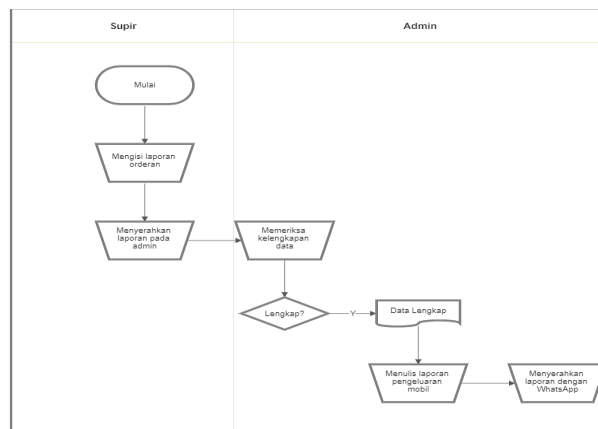 Supir
Admin
Mulai
Mengisi laporan
orderan
Menyerahkan
laporan pada
admin
Memeriksa
kelengkapan
data
Lengkap?
Y
Data Lengkap
Menulis laporan
pengeluaran
mobil
Menyerahkan
laporan dengan
WhatsApp